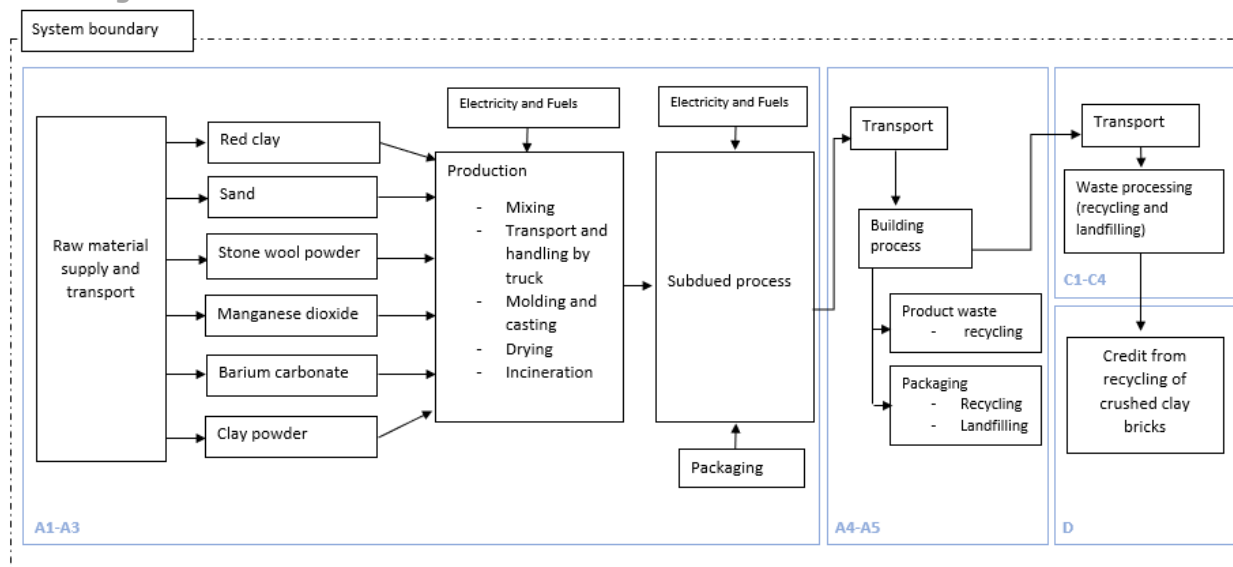 System boundary
Raw material
supply and
transport
Red clay
Sand
Stone wool powder
Manganese dioxide
Barium carbonate
Clay powder
Electricity and Fuels
Production
- Mixing
- Transport and
handling by
truck
- Molding and
casting
- Drying
- Incineration
Electricity and Fuels
Subdued process
Packaging
A1-A3
Transport
Building
process
Product waste
- recycling
Packaging
- Recycling
- Landfilling
A4-A5
Transport
Waste processing
(recycling and
landfilling)
C1-C4
Credit from
recycling of
crushed clay
bricks
D